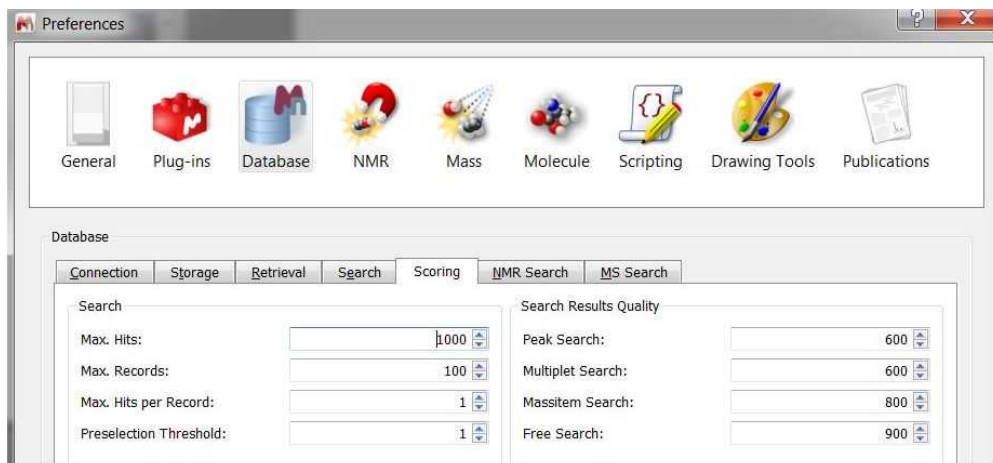 Preferences
General Plug-ins Database NMR Mass Molecule Scripting Drawing Tools Publications
Database
Connection Storage Retrieval Search Scoring NMR Search MS Search
Search
Max. Hits: 1000
Max. Records: 100
Max. Hits per Record: 1
Preselection Threshold: 1
Search Results Quality
Peak Search: 600
Multiplet Search: 600
Massitem Search: 800
Free Search: 900